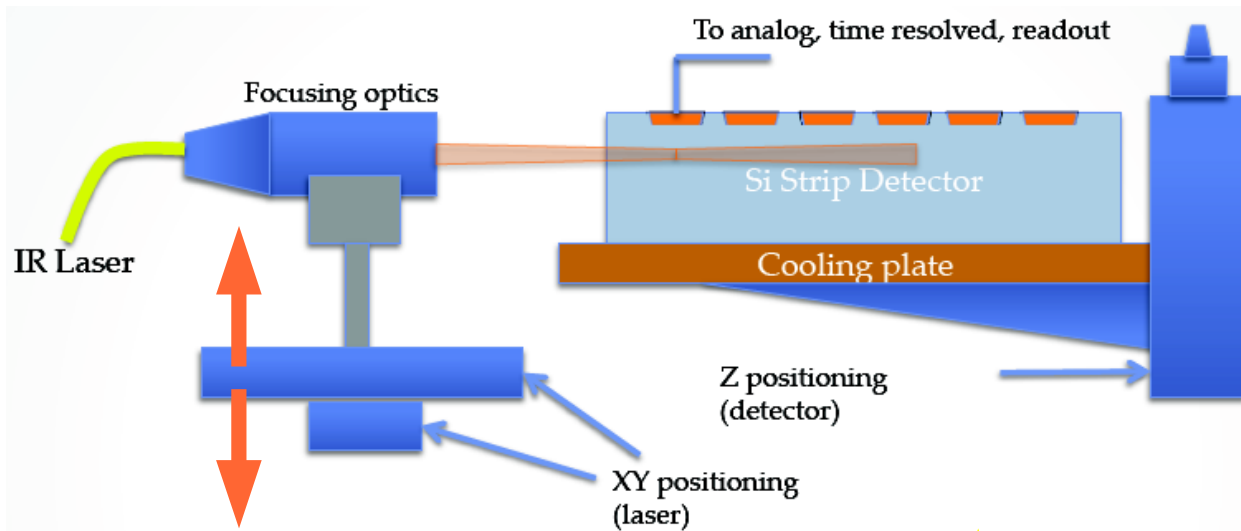 To analog, time resolved, readout
Focusing optics
Si Strip Detector
IR Laser
Cooling plate
Z positioning
(detector)
XY positioning
(laser)